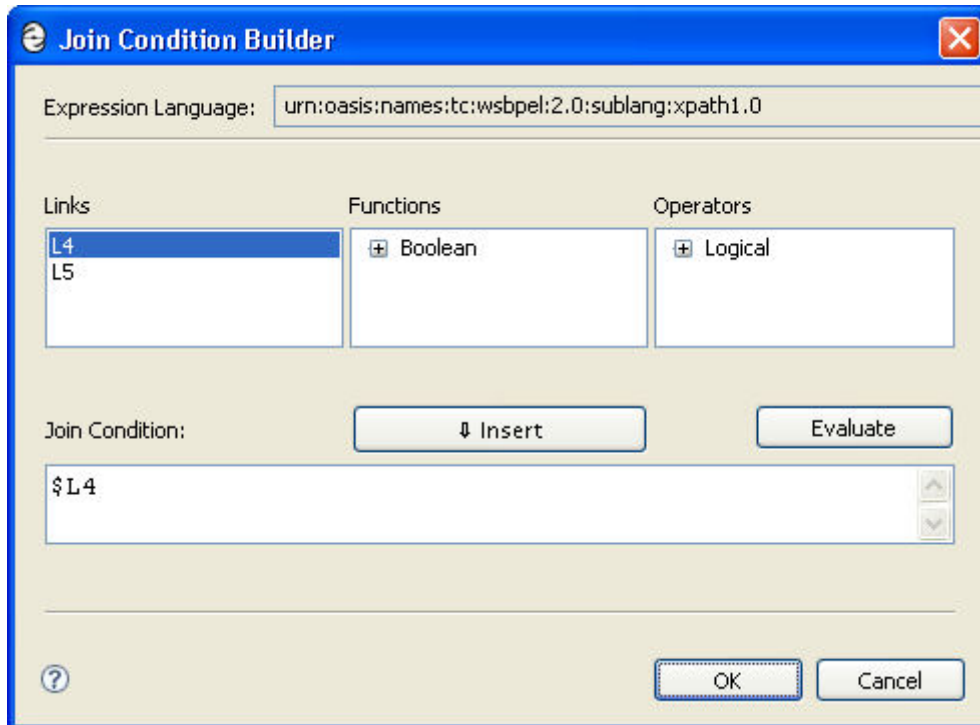 Join Condition Builder
Expression Language: urn:oasis:names:tc:wsbpel:2.0:sublang:xpath1.0
Links Functions Operators
L4 Boolean Logical
L5
Join Condition: ⇩ Insert Evaluate
$L4
? OK Cancel